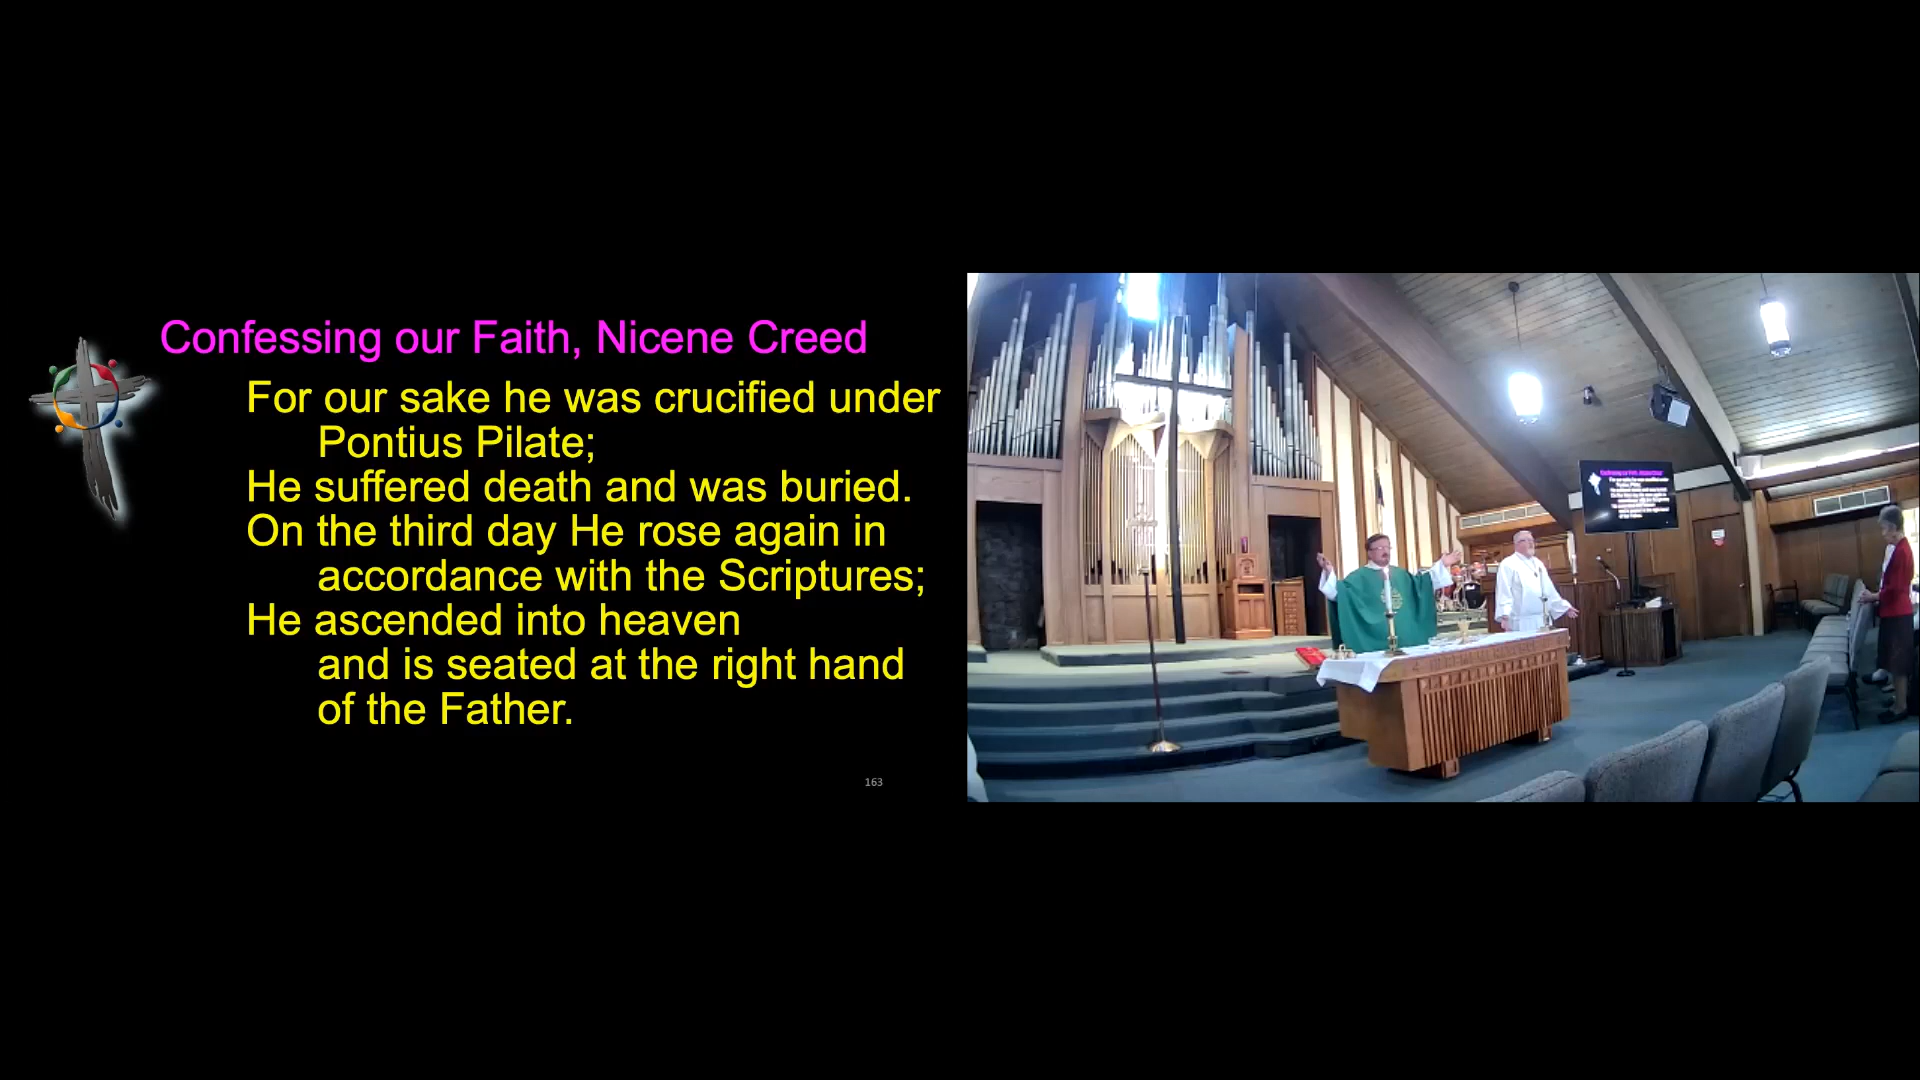 Confessing our Faith, Nicene Creed
For our sake he was crucified under
Pontius Pilate;
He suffered death and was buried.
On the third day He rose again in
accordance with the Scriptures;
He ascended into heaven
and is seated at the right hand
of the Father.
163